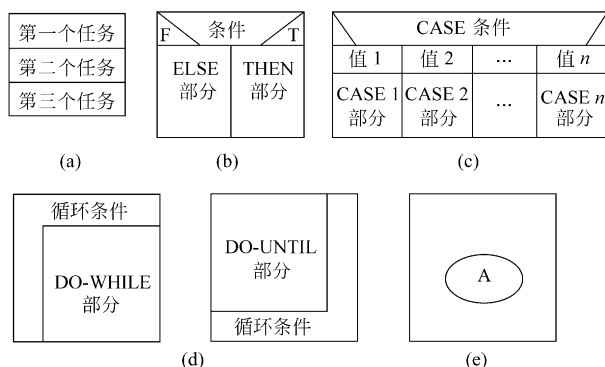 第一个任务
第二个任务
第三个任务
(a)
F 条件 T
ELSE 部分
THEN 部分
(b)
CASE 条件
值 1 值 2 … 值 n
CASE 1 部分
CASE 2 部分
…
CASE n 部分
(c)
循环条件
DO-WHILE
部分
DO-UNTIL
部分
循环条件
(d)
A
(e)